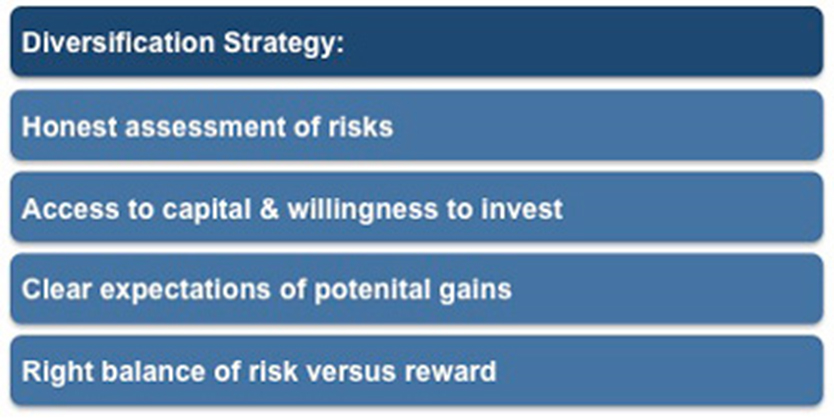 Diversification Strategy:
Honest assessment of risks
Access to capital & willingness to invest
Clear expectations of potenital gains
Right balance of risk versus reward